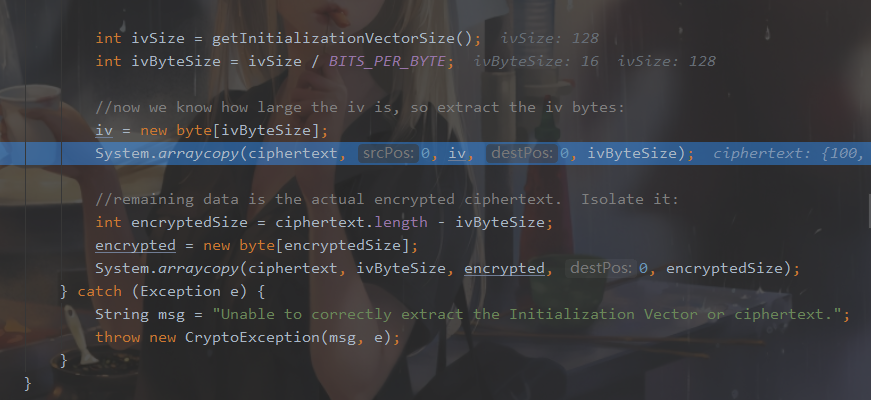 int ivSize = getInitializationVectorSize(); ivSize: 128
int ivByteSize = ivSize / BITS_PER_BYTE; ivByteSize: 16 ivSize: 128
//now we know how large the iv is, so extract the iv bytes:
iv = new byte[ivByteSize];
System.arraycopy(ciphertext, srcPos: 0, iv, destPos: 0, ivByteSize); ciphertext: {100,
//remaining data is the actual encrypted ciphertext.  Isolate it:
int encryptedSize = ciphertext.length - ivByteSize;
encrypted = new byte[encryptedSize];
System.arraycopy(ciphertext, ivByteSize, encrypted, destPos: 0, encryptedSize);
} catch (Exception e) {
String msg = "Unable to correctly extract the Initialization Vector or ciphertext.";
throw new CryptoException(msg, e);
}
}